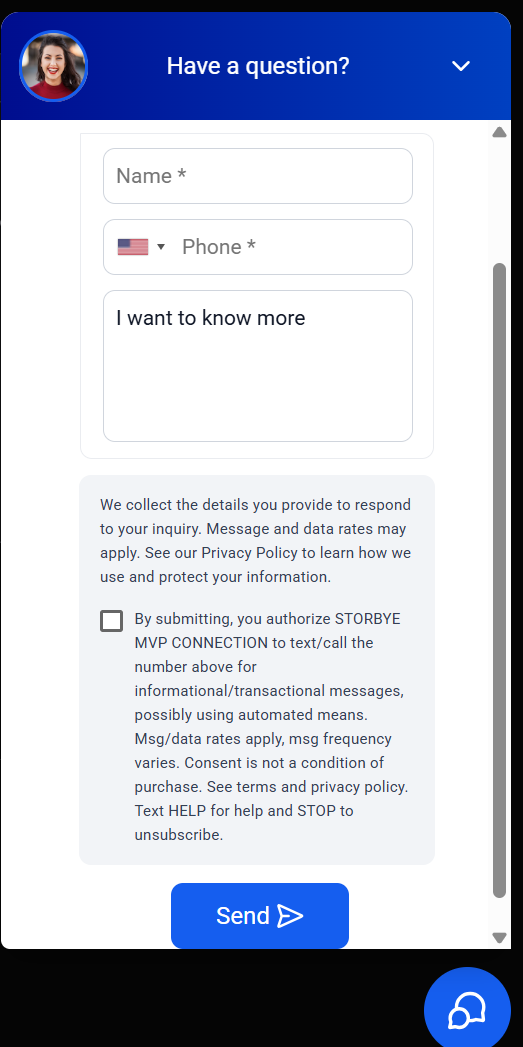 Have a question?
Name *
Phone *
I want to know more
We collect the details you provide to respond
to your inquiry. Message and data rates may
apply. See our Privacy Policy to learn how we
use and protect your information.
By submitting, you authorize STORBYE
MVP CONNECTION to text/call the
number above for
informational/transactional messages,
possibly using automated means.
Msg/data rates apply, msg frequency
varies. Consent is not a condition of
purchase. See terms and privacy policy.
Text HELP for help and STOP to
unsubscribe.
Send